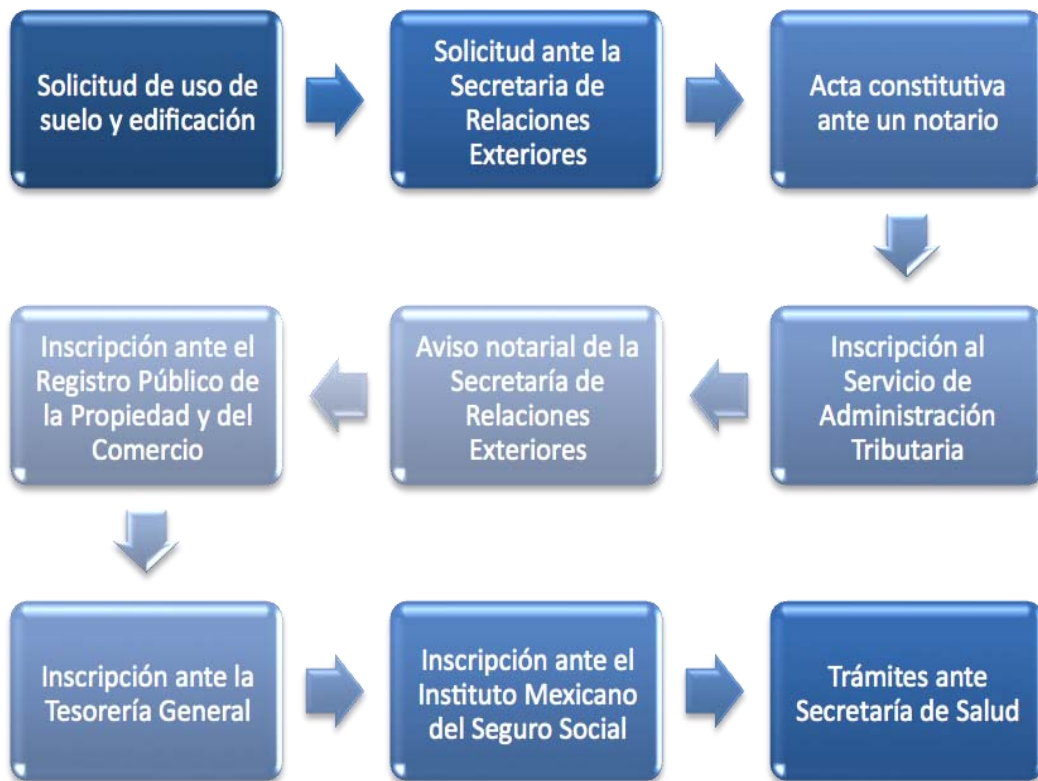 Solicitud de uso de
suelo y edificación
Solicitud ante la
Secretaria de
Relaciones
Exteriores
Acta constitutiva
ante un notario
Inscripción al
Servicio de
Administración
Tributaria
Aviso notarial de la
Secretaría de
Relaciones
Exteriores
Inscripción ante el
Registro Público de
la Propiedad y del
Comercio
Inscripción ante la
Tesorería General
Inscripción ante el
Instituto Mexicano
del Seguro Social
Trámites ante
Secretaría de Salud